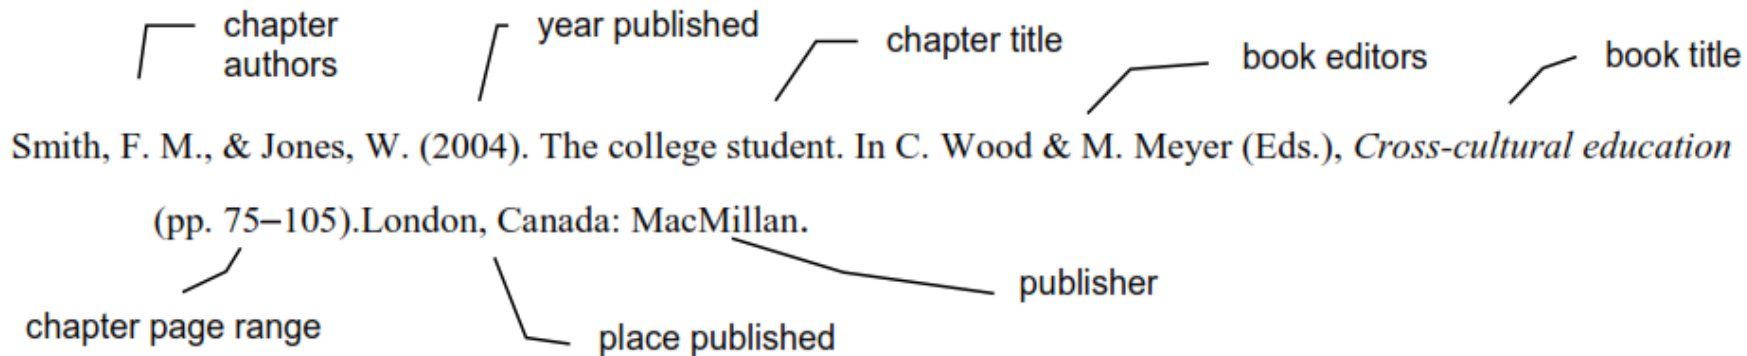 chapter
authors
year published
chapter title
book editors
book title
Smith, F. M., & Jones, W. (2004). The college student. In C. Wood & M. Meyer (Eds.), Cross-cultural education
(pp. 75–105).London, Canada: MacMillan.
publisher
chapter page range
place published